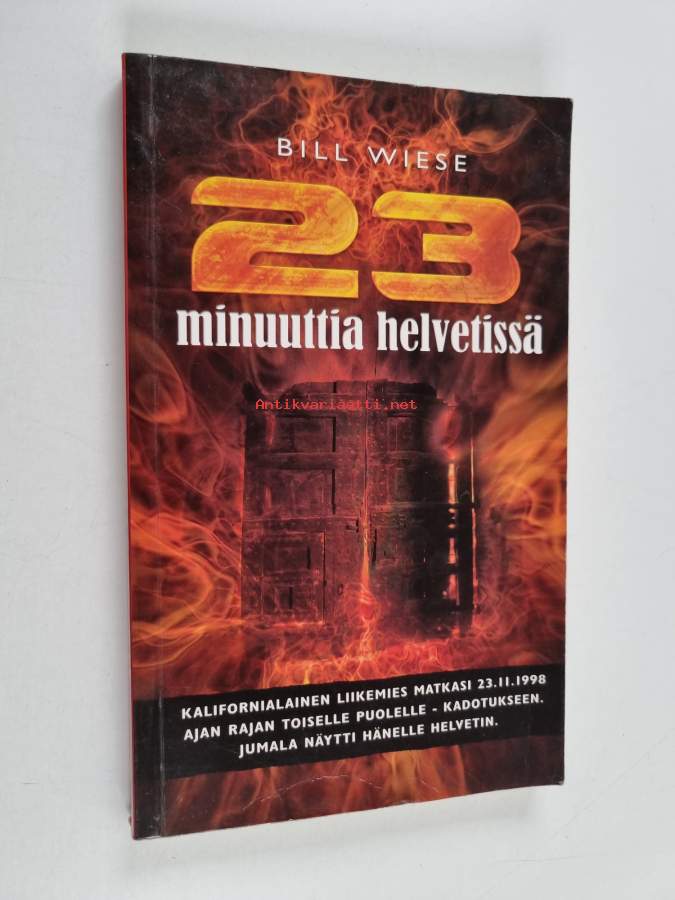 BILL WIESE
23
minuuttia helvetissä
Antikvariaatti.net
KALIFORNIALAINEN LIIKEMIES MATKASI 23.11.1998
AJAN RAJAN TOISELLE PUOLELLE - KADOTUKSEEN.
JUMALA NÄYTTI HÄNELLE HELVETIN.